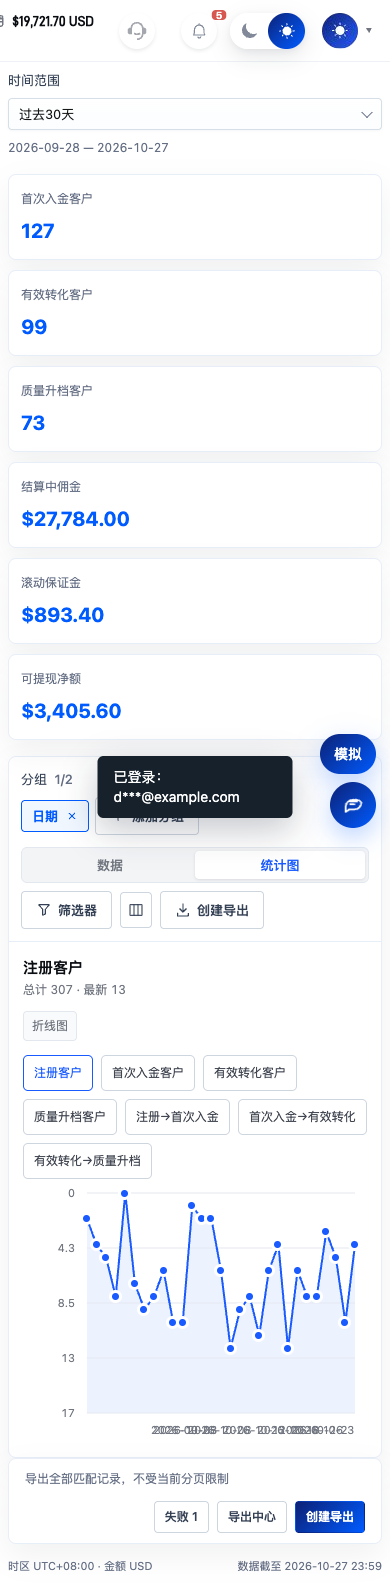 $19,721.70 USD
5
时间范围
过去30天
2026-09-28 — 2026-10-27
首次入金客户
127
有效转化客户
99
质量升档客户
73
结算中佣金
$27,784.00
滚动保证金
$893.40
可提现净额
$3,405.60
模拟
分组 1/2
已登录：
d***@example.com
日期 ×
数据
统计图
筛选器
创建导出
注册客户
总计 307 · 最新 13
折线图
注册客户
首次入金客户
有效转化客户
质量升档客户
注册→首次入金
首次入金→有效转化
有效转化→质量升档
0
4.3
8.5
13
17
导出全部匹配记录，不受当前分页限制
失败 1
导出中心
创建导出
时区 UTC+08:00 · 金额 USD
数据截至 2026-10-27 23:59